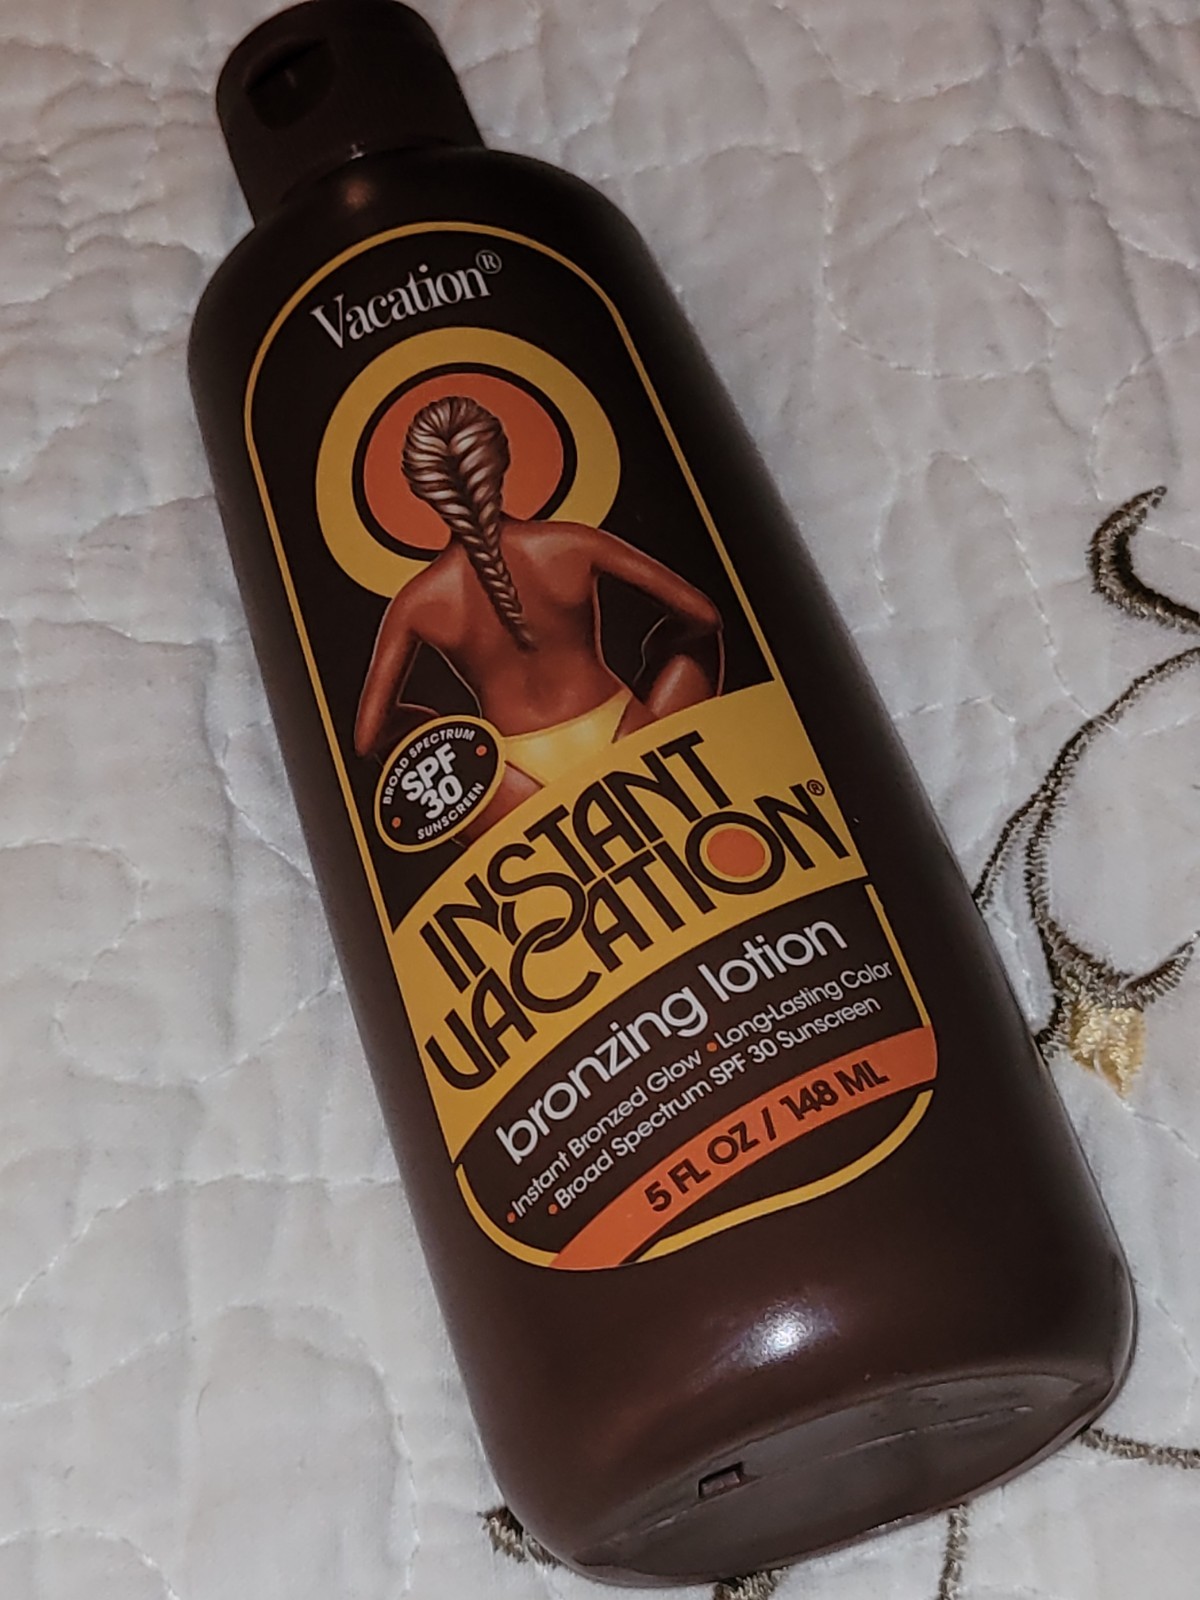 Vacation®
BROAD SPECTRUM
SPF
30
SUNSCREEN
INSTANT
VACATION®
bronzing lotion
•Instant Bronzed Glow •Long-Lasting Color
•Broad Spectrum SPF 30 Sunscreen
5 FL OZ / 148 ML